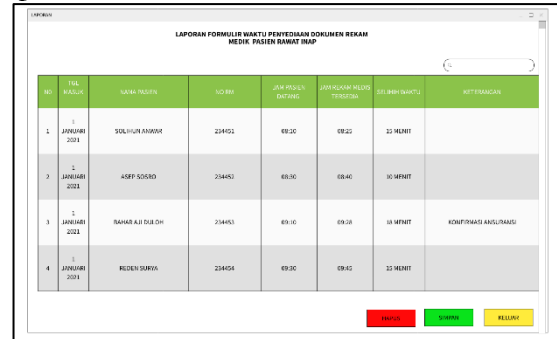 LAPORAN
LAPORAN FORMULIR WAKTU PENYEDIAAN DOKUMEN REKAM
MEDIK PASIEN RAWAT INAP
NO TGL MASUK NAMA PASIEN NO RM JAM PASIEN DATANG JAM REKAM MEDIS TERSEDIA SELISIH WAKTU KETERANGAN
1 1 JANUARI 2021 SOLIHUN ANWAR 234451 08:10 08:25 15 MENIT
2 1 JANUARI 2021 ASEP SOSRO 234452 08:30 08:40 10 MENIT
3 1 JANUARI 2021 BAHAR AJI DULOH 234453 09:10 09:28 18 MENIT KONFIRMASI ANSURANSI
4 1 JANUARI 2021 REDEN SURYA 234454 09:30 09:45 15 MENIT
HAPUS SIMPAN KELUAR